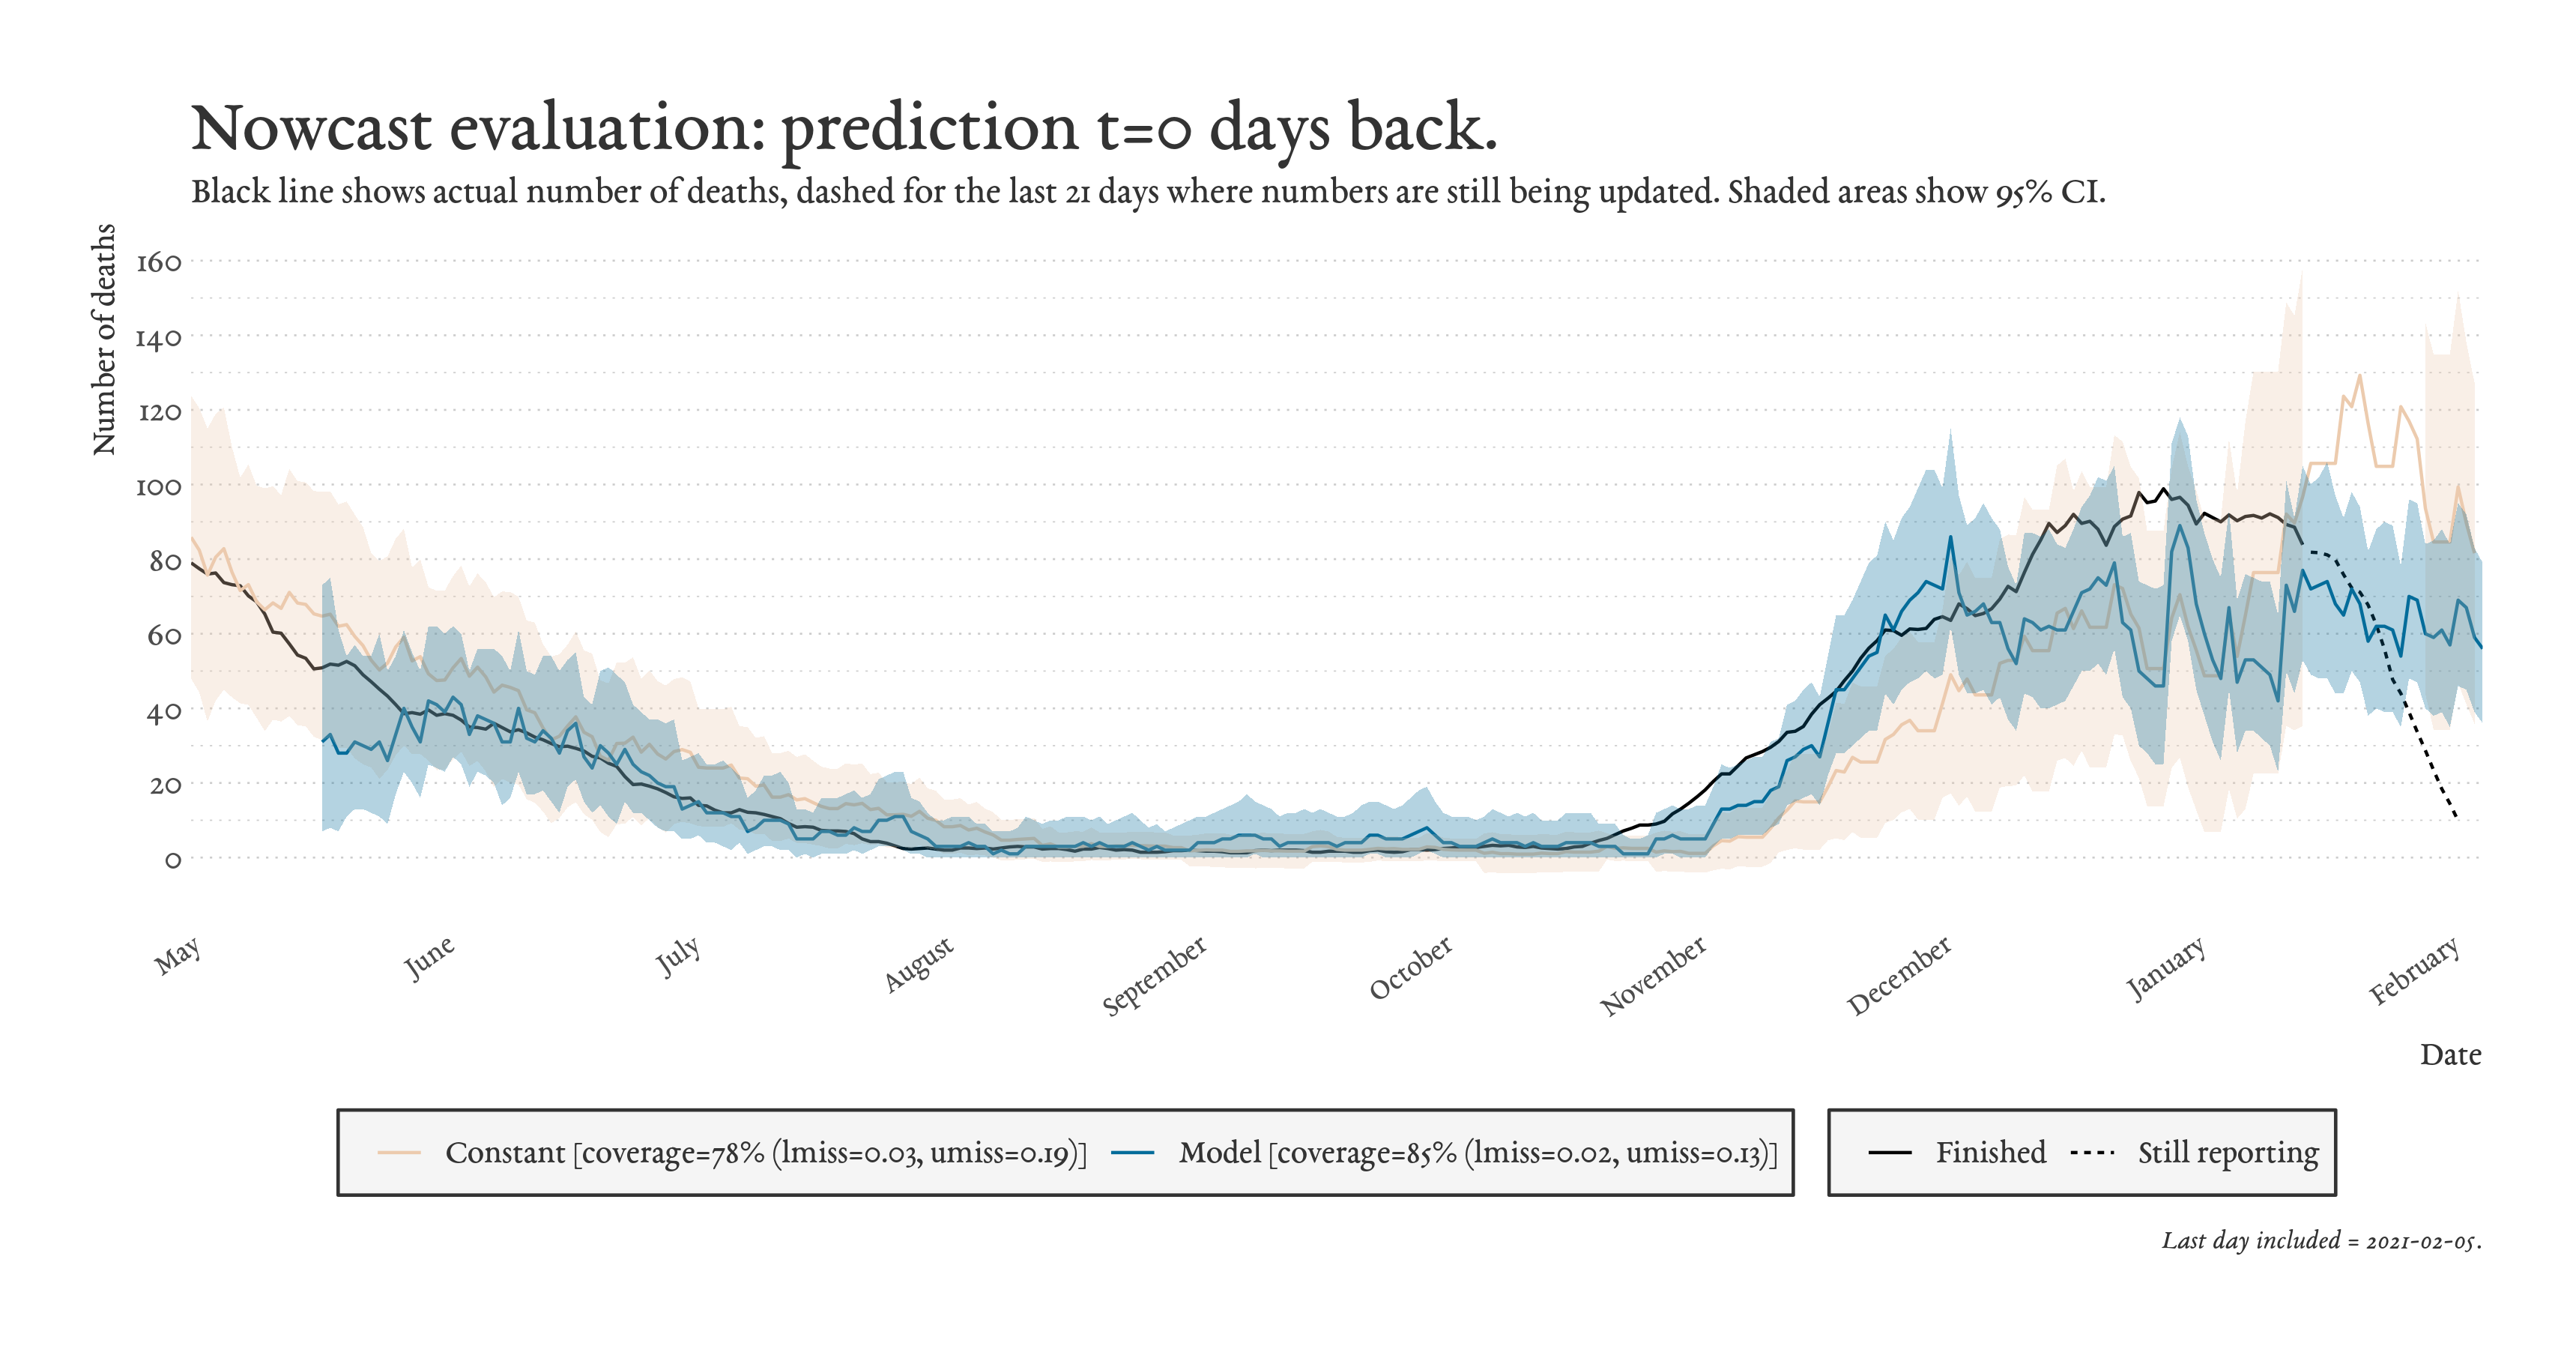 Nowcast evaluation: prediction t=0 days back.
Black line shows actual number of deaths, dashed for the last 21 days where numbers are still being updated. Shaded areas show 95% CI.
Number of deaths
160
140
120
100
80
60
40
20
0
May
June
July
August
September
October
November
December
January
February
Date
Constant [coverage=78% (lmiss=0.03, umiss=0.19)]
Model [coverage=85% (lmiss=0.02, umiss=0.13)]
Finished
Still reporting
Last day included = 2021-02-05.